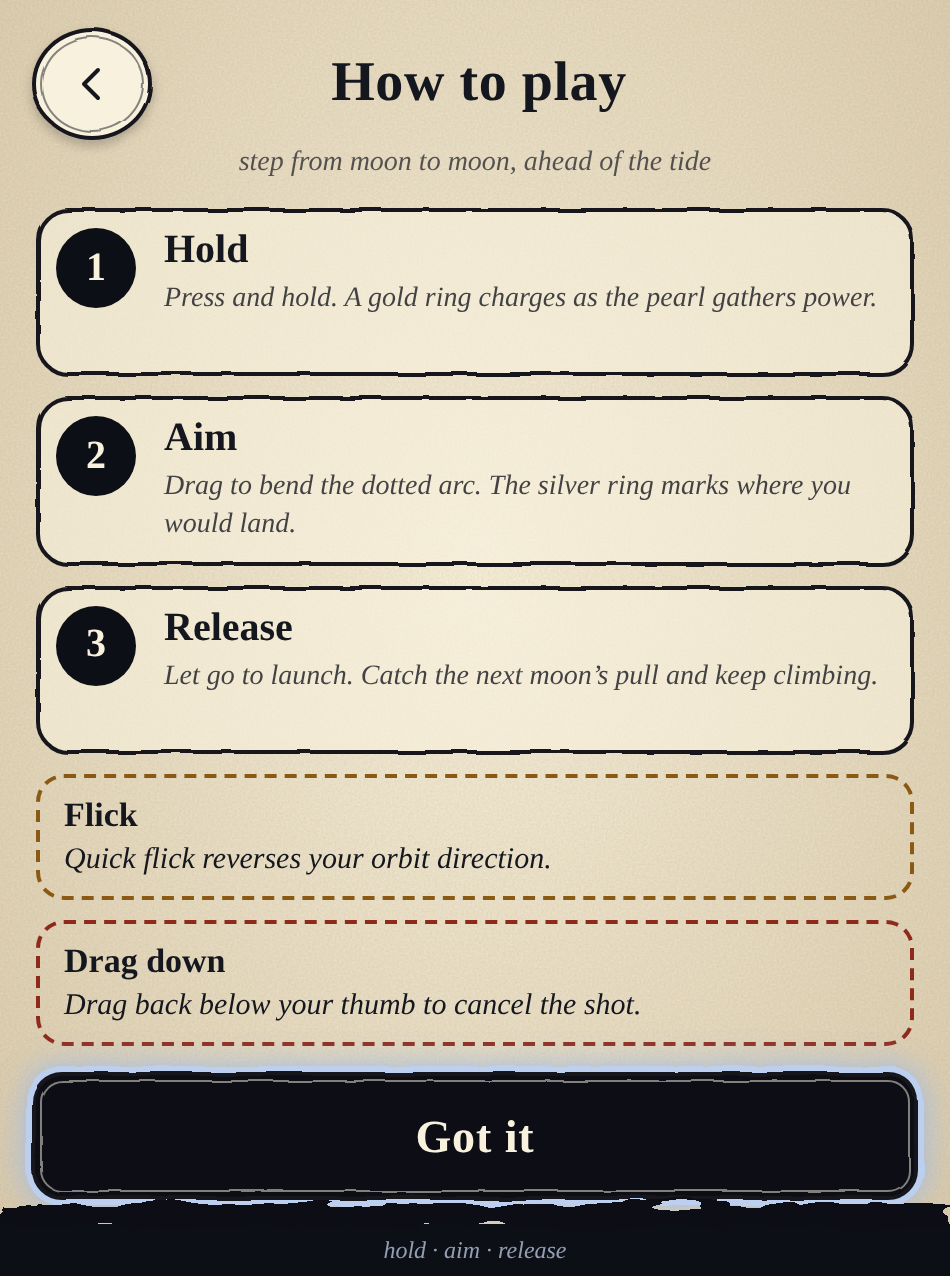 How to play
step from moon to moon, ahead of the tide
1
Hold
Press and hold. A gold ring charges as the pearl gathers power.
2
Aim
Drag to bend the dotted arc. The silver ring marks where you
would land.
3
Release
Let go to launch. Catch the next moon’s pull and keep climbing.
Flick
Quick flick reverses your orbit direction.
Drag down
Drag back below your thumb to cancel the shot.
Got it
hold · aim · release